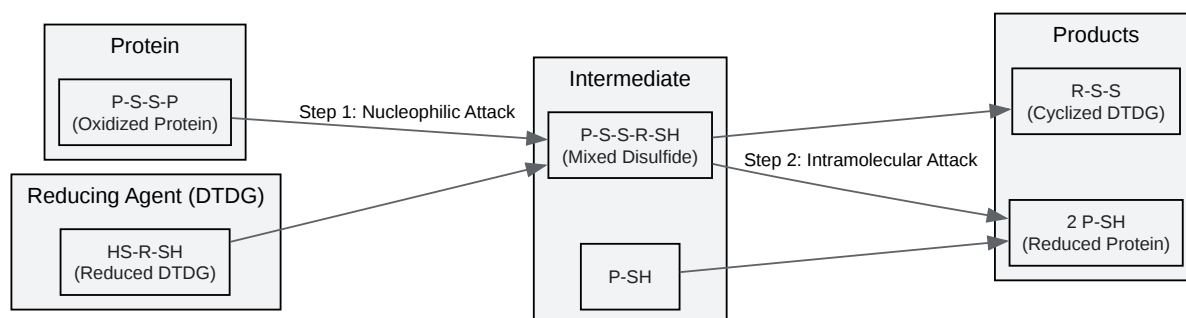 Protein
P-S-S-P
(Oxidized Protein)
Reducing Agent (DTDG)
HS-R-SH
(Reduced DTDG)
Step 1: Nucleophilic Attack
Intermediate
P-S-S-R-SH
(Mixed Disulfide)
P-SH
Step 2: Intramolecular Attack
Products
R-S-S
(Cyclized DTDG)
2 P-SH
(Reduced Protein)